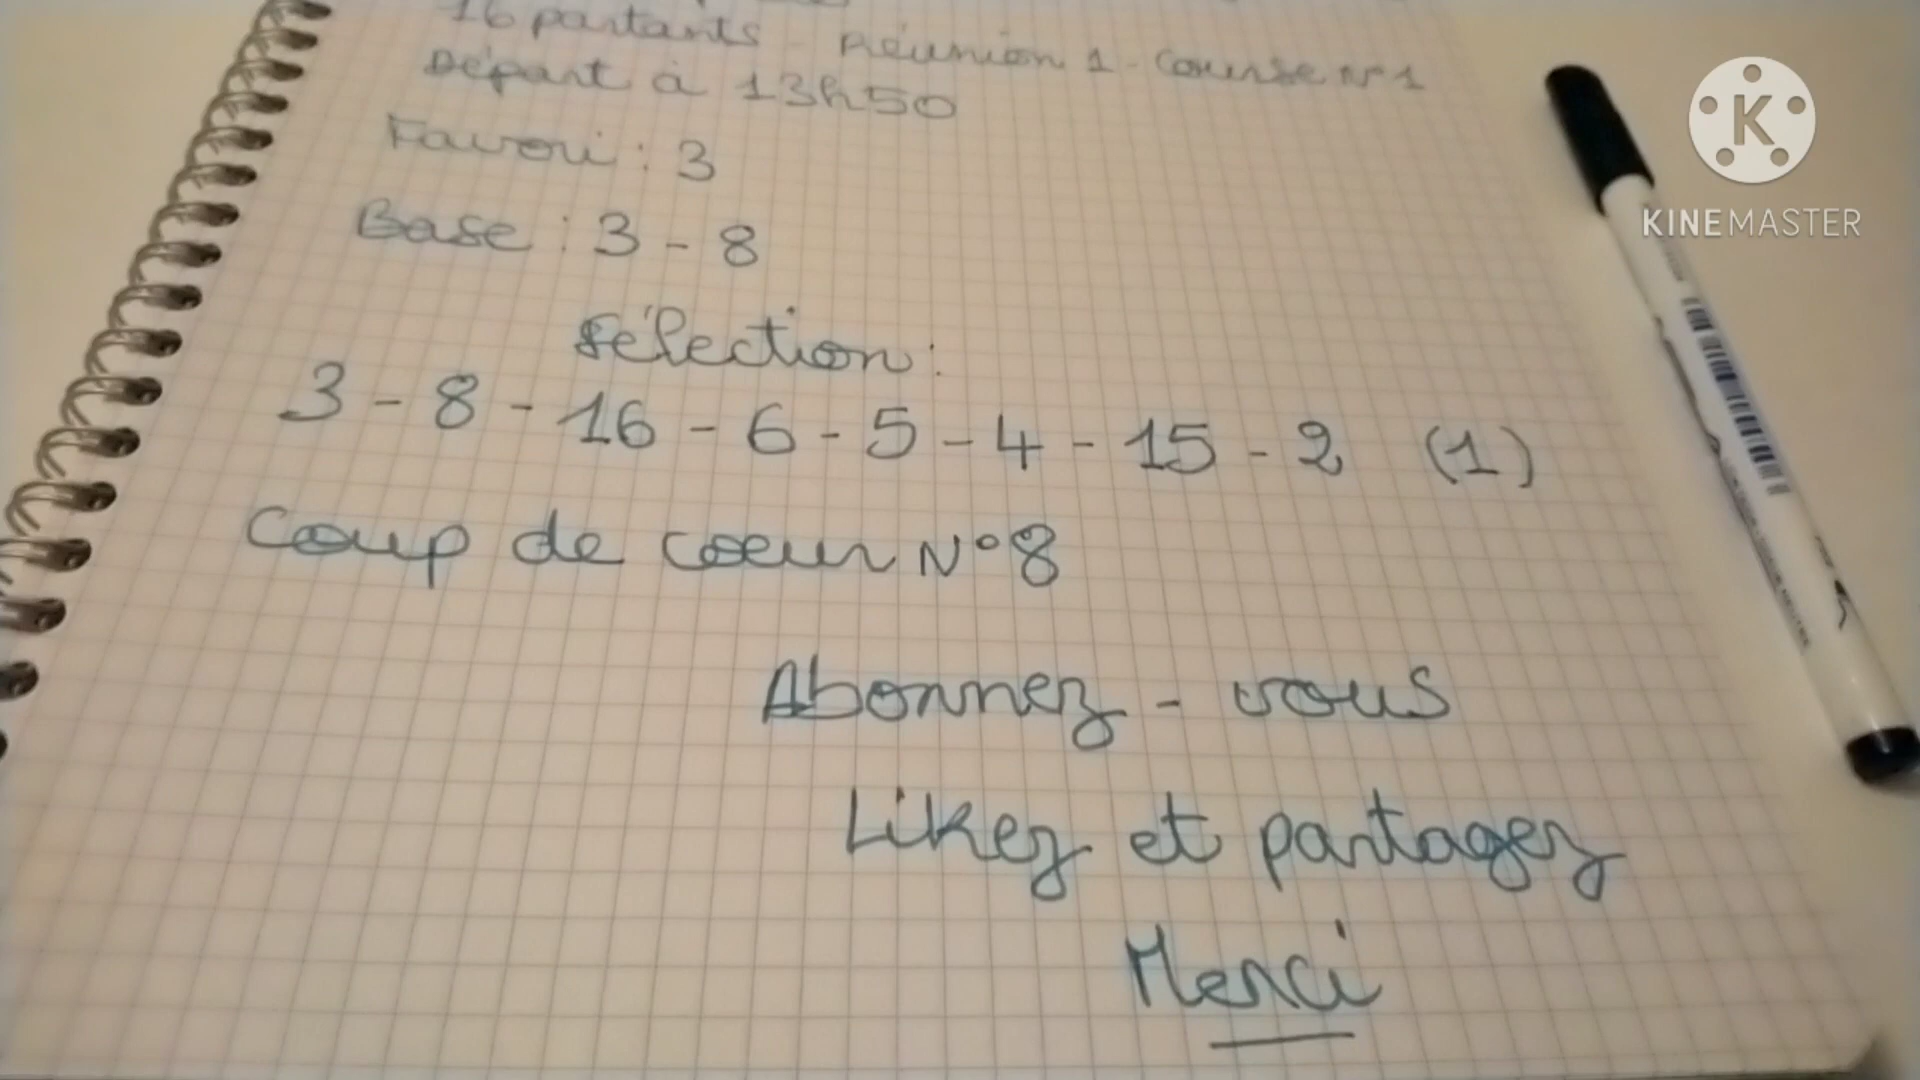 16 partants - Réunion 1 - Course n°1
Départ à 13h50
Favori : 3
Base : 3 - 8
Sélection :
3 - 8 - 16 - 6 - 5 - 4 - 15 - 2 (1)
Coup de coeur N°8
Abonnez - vous
Likez et partagez
Merci
K
KINEMASTER